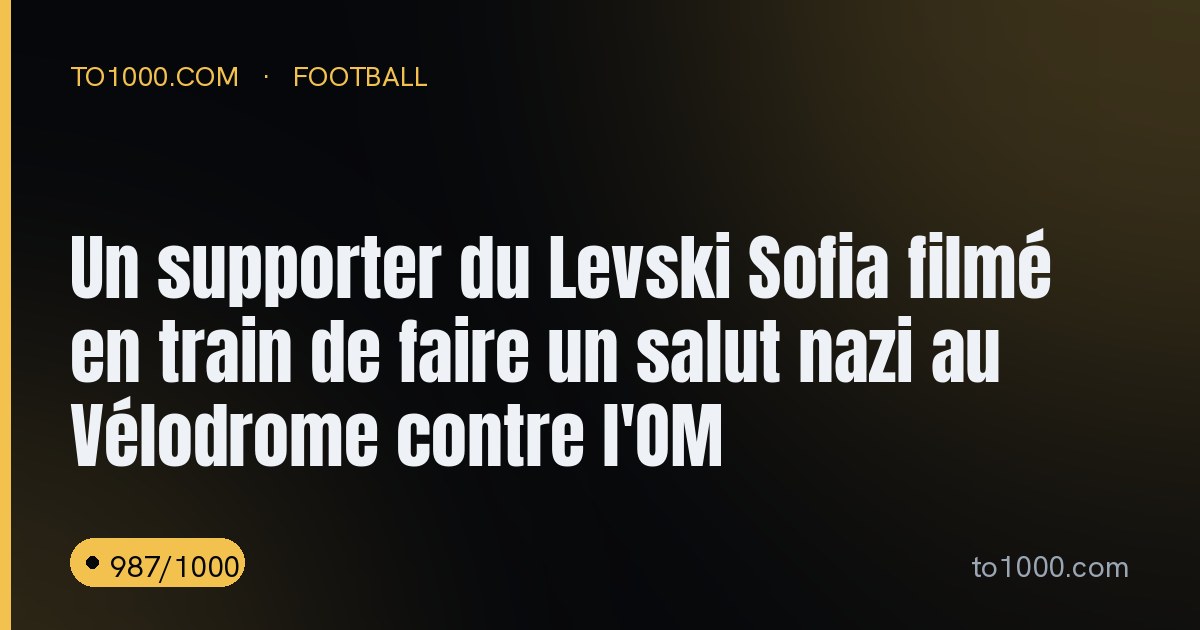 TO1000.COM · FOOTBALL
Un supporter du Levski Sofia filmé
en train de faire un salut nazi au
Vélodrome contre l'OM
987/1000
to1000.com